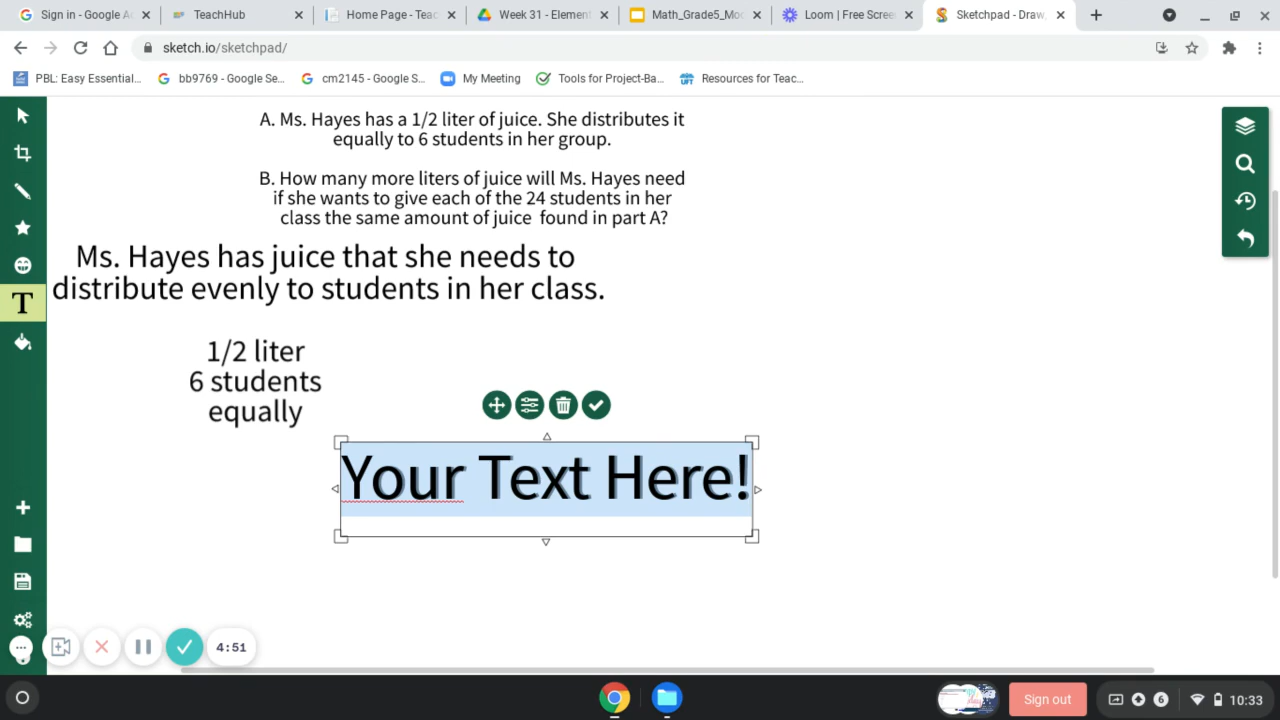 Sign in - Google Ac
TeachHub
Home Page - Teac
Week 31 - Element
Math_Grade5_Mod
Loom | Free Scree
Sketchpad - Draw,
sketch.io/sketchpad/
PBL: Easy Essential...
bb9769 - Google Se...
cm2145 - Google S...
My Meeting
Tools for Project-Ba...
Resources for Teac...
A. Ms. Hayes has a 1/2 liter of juice. She distributes it
equally to 6 students in her group.
B. How many more liters of juice will Ms. Hayes need
if she wants to give each of the 24 students in her
class the same amount of juice found in part A?
Ms. Hayes has juice that she needs to
distribute evenly to students in her class.
T
1/2 liter
6 students
equally
Your Text Here!
4:51
Sign out
6
10:33